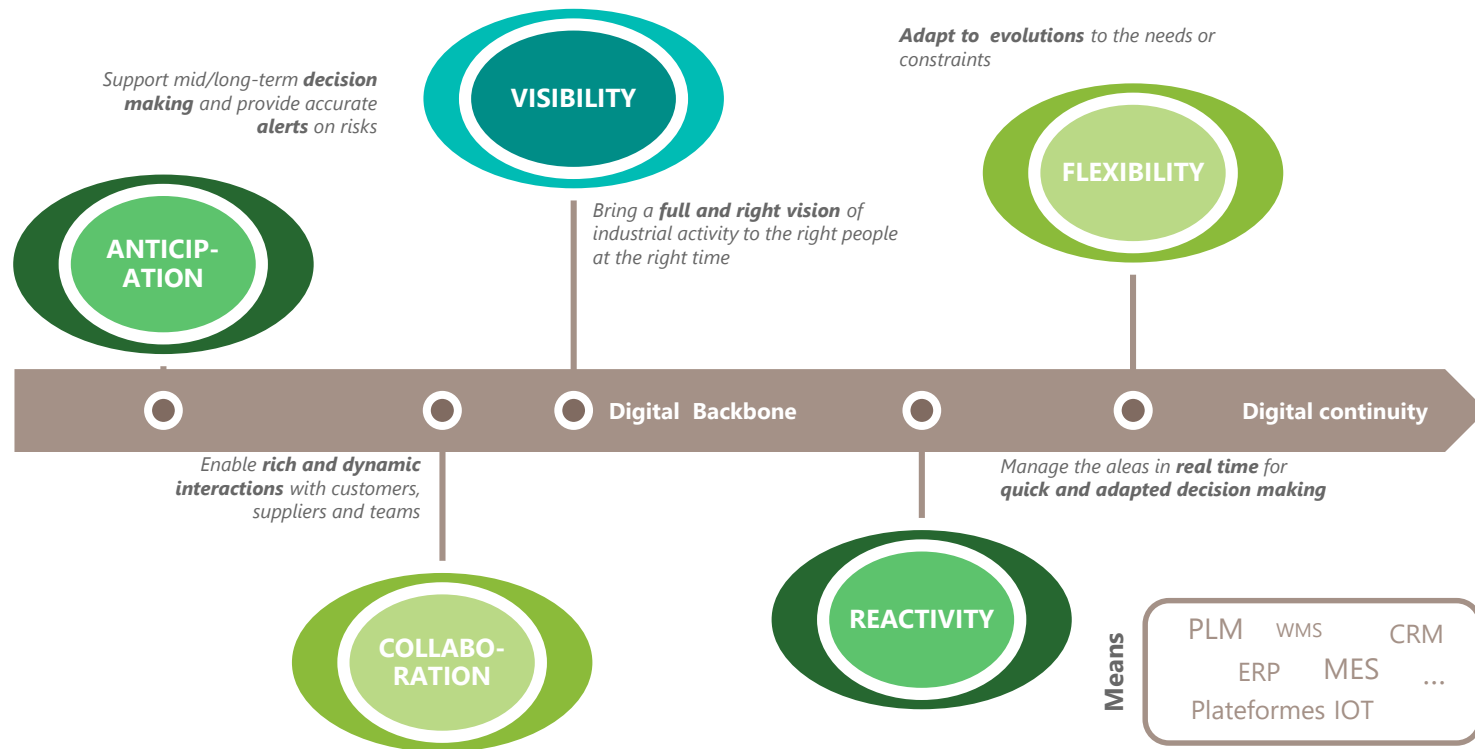 Adapt to evolutions to the needs or
constraints
Support mid/long-term decision
making and provide accurate
alerts on risks
VISIBILITY
FLEXIBILITY
Bring a full and right vision of
industrial activity to the right people
at the right time
ANTICIP-
ATION
Digital Backbone
Digital continuity
Enable rich and dynamic
interactions with customers,
suppliers and teams
Manage the aleas in real time for
quick and adapted decision making
REACTIVITY
COLLABO-
RATION
Means
PLM WMS CRM
ERP MES ...
Plateformes IOT